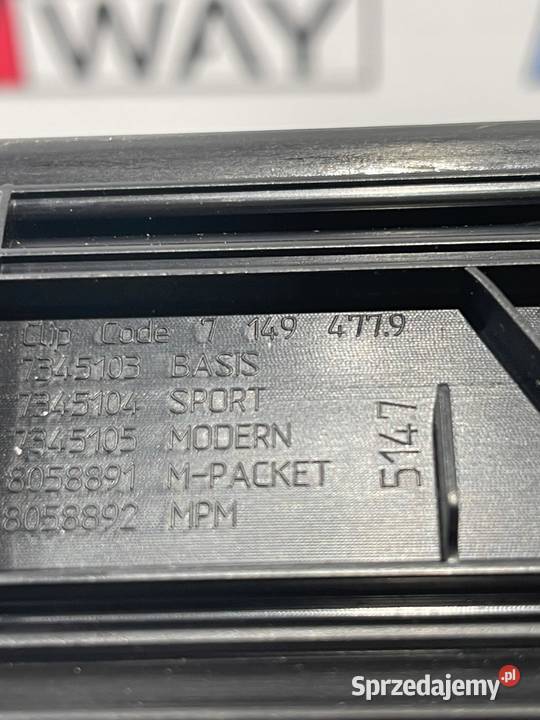 WAY
Clip Code 7 149 477.9
7345103 BASIS
7345104 SPORT
7345105 MODERN
8058891 M-PACKET
8058892 MPM
5147
Sprzedajemy.pl